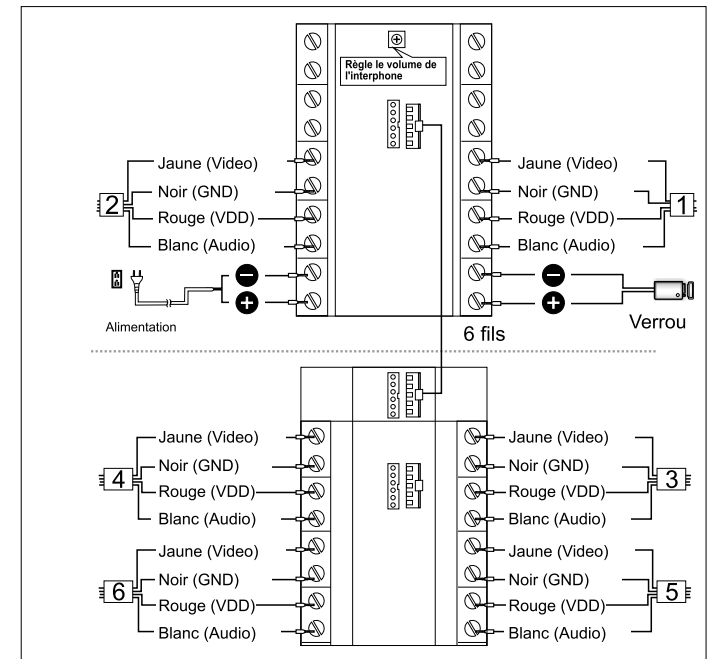 Règle le volume de
l'interphone
Jaune (Video)
Noir (GND)
Rouge (VDD)
Blanc (Audio)
2
Jaune (Video)
Noir (GND)
Rouge (VDD)
Blanc (Audio)
1
Alimentation
Verrou
6 fils
Jaune (Video)
Noir (GND)
Rouge (VDD)
Blanc (Audio)
4
Jaune (Video)
Noir (GND)
Rouge (VDD)
Blanc (Audio)
3
Jaune (Video)
Noir (GND)
Rouge (VDD)
Blanc (Audio)
6
Jaune (Video)
Noir (GND)
Rouge (VDD)
Blanc (Audio)
5